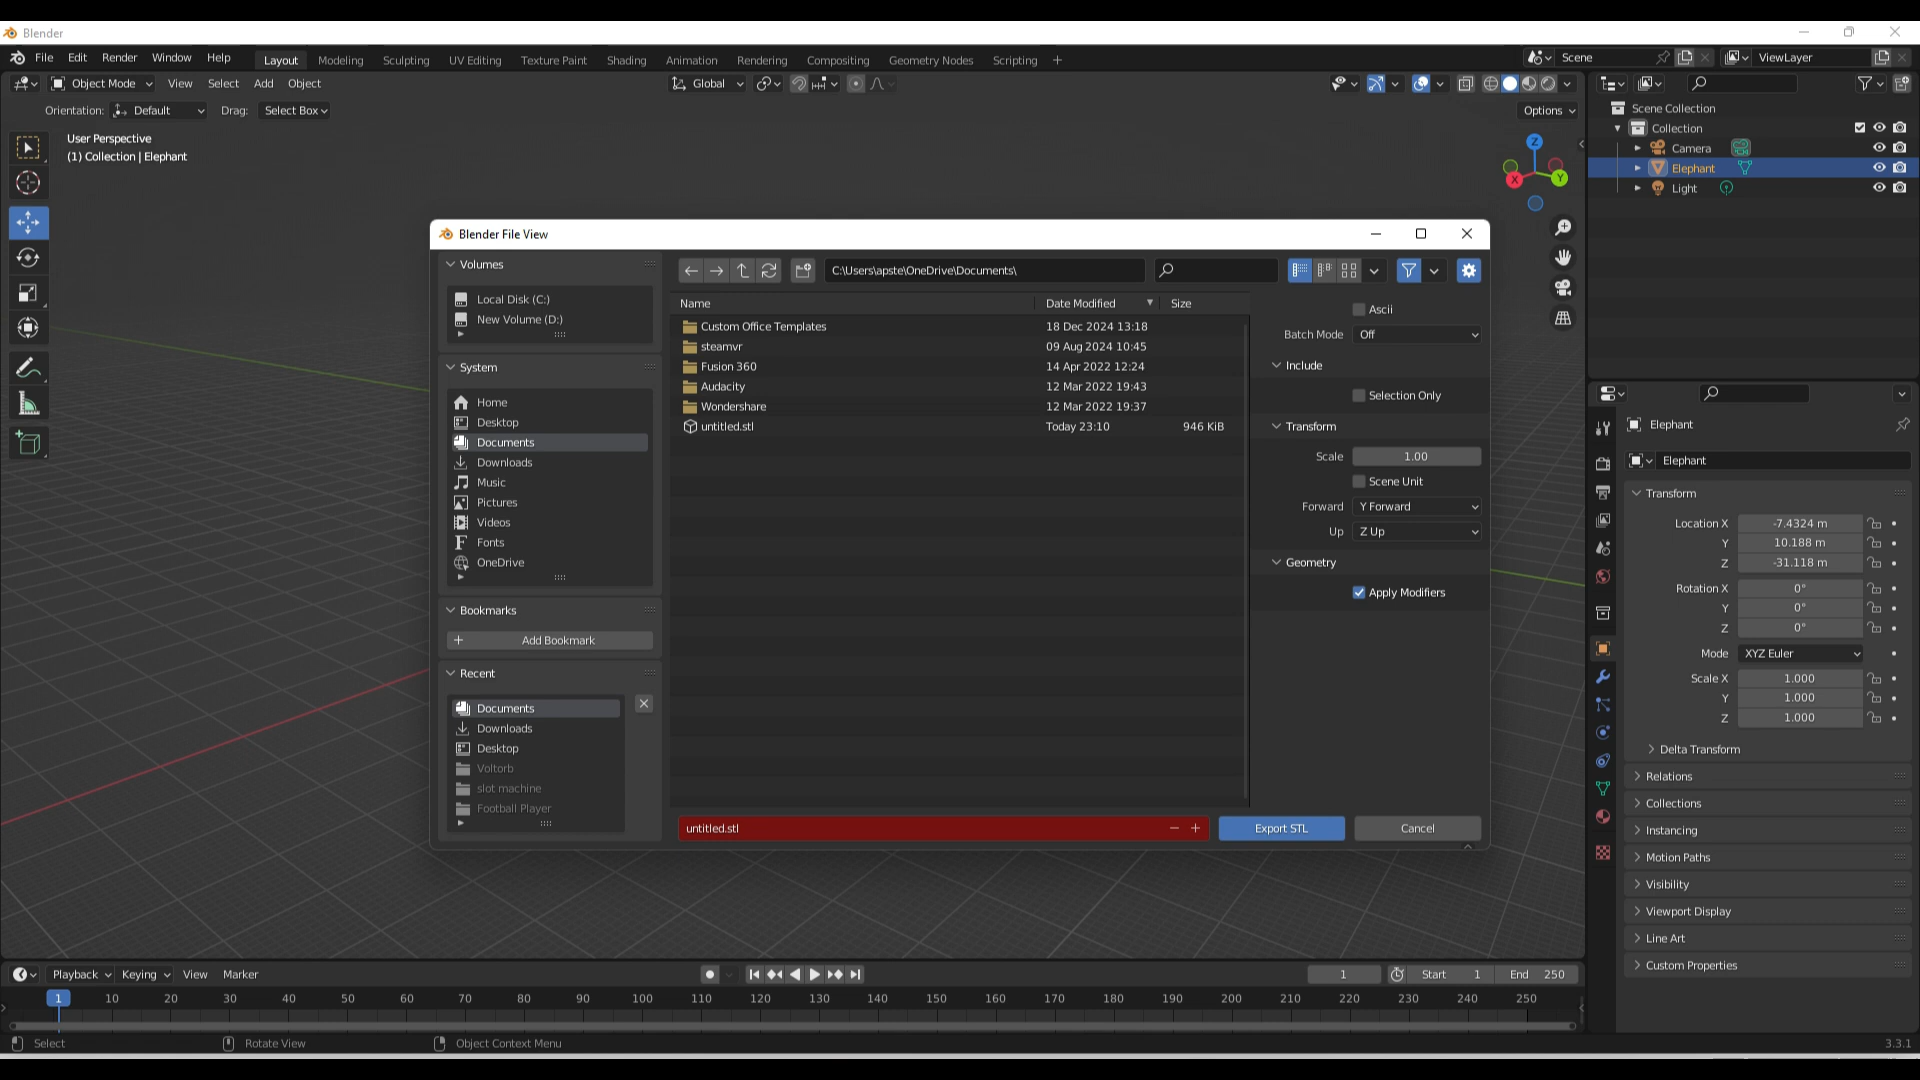 Blender
File Edit Render Window Help Layout Modeling Sculpting UV Editing Texture Paint Shading Animation Rendering Compositing Geometry Nodes Scripting + Scene ViewLayer
Object Mode View Select Add Object Global
Orientation: Default Drag: Select Box Options
User Perspective
(1) Collection | Elephant
Z
X
Y
Scene Collection
Collection
Camera
Elephant
Light
Blender File View
Volumes
Local Disk (C:)
New Volume (D:)
System
Home
Desktop
Documents
Downloads
Music
Pictures
Videos
Fonts
OneDrive
Bookmarks
+ Add Bookmark
Recent
Documents
Downloads
Desktop
Voltorb
slot machine
Football Player
C:\Users\apste\OneDrive\Documents\
Name Date Modified Size
Custom Office Templates 18 Dec 2024 13:18
steamvr 09 Aug 2024 10:45
Fusion 360 14 Apr 2022 12:24
Audacity 12 Mar 2022 19:43
Wondershare 12 Mar 2022 19:37
untitled.stl Today 23:10 946 KiB
Ascii
Batch Mode Off
Include
Selection Only
Transform
Scale 1.00
Scene Unit
Forward Y Forward
Up Z Up
Geometry
Apply Modifiers
untitled.stl − + Export STL Cancel
Elephant
Elephant
Transform
Location X -7.4324 m
Y 10.188 m
Z -31.118 m
Rotation X 0°
Y 0°
Z 0°
Mode XYZ Euler
Scale X 1.000
Y 1.000
Z 1.000
Delta Transform
Relations
Collections
Instancing
Motion Paths
Visibility
Viewport Display
Line Art
Custom Properties
Playback Keying View Marker 1 Start 1 End 250
1 10 20 30 40 50 60 70 80 90 100 110 120 130 140 150 160 170 180 190 200 210 220 230 240 250
Select Rotate View Object Context Menu 3.3.1